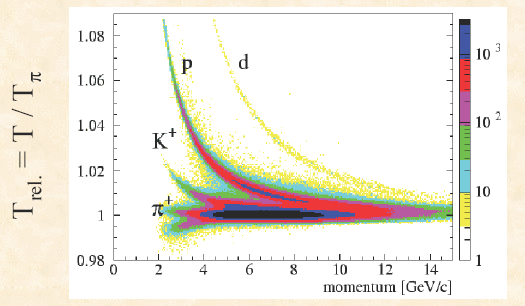 T rel. = T / Tπ
1.08
1.06
1.04
1.02
1
0.98
p
d
K+
π+
0 2 4 6 8 10 12 14
momentum [GeV/c]
10 3
10 2
10
1